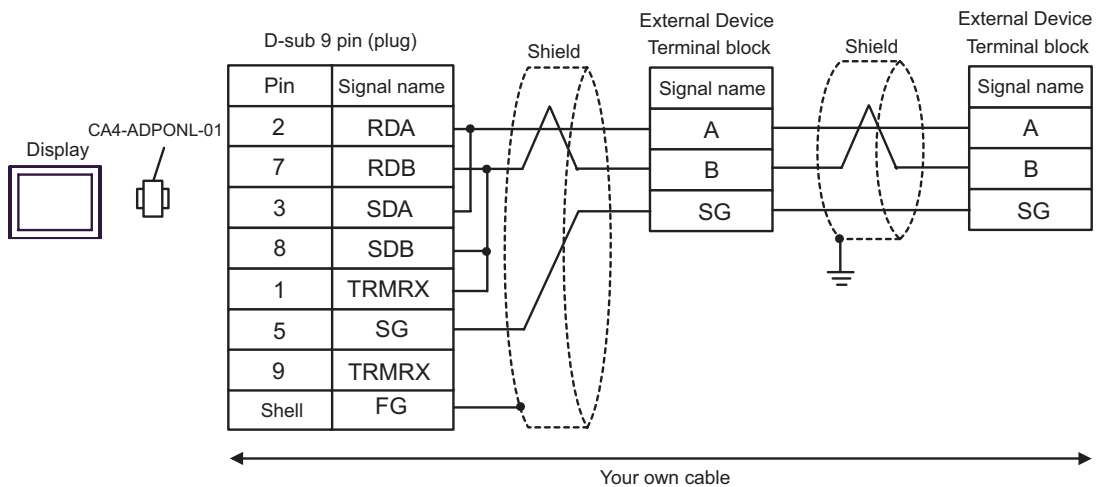 External Device
External Device
D-sub 9 pin (plug)
Shield
Terminal block
Shield
Terminal block
Pin
Signal name
Signal name
Signal name
CA4-ADPONL-01
2
RDA
A
A
Display
7
RDB
B
B
3
SDA
SG
SG
8
SDB
1
TRMRX
5
SG
9
TRMRX
Shell
FG
Your own cable